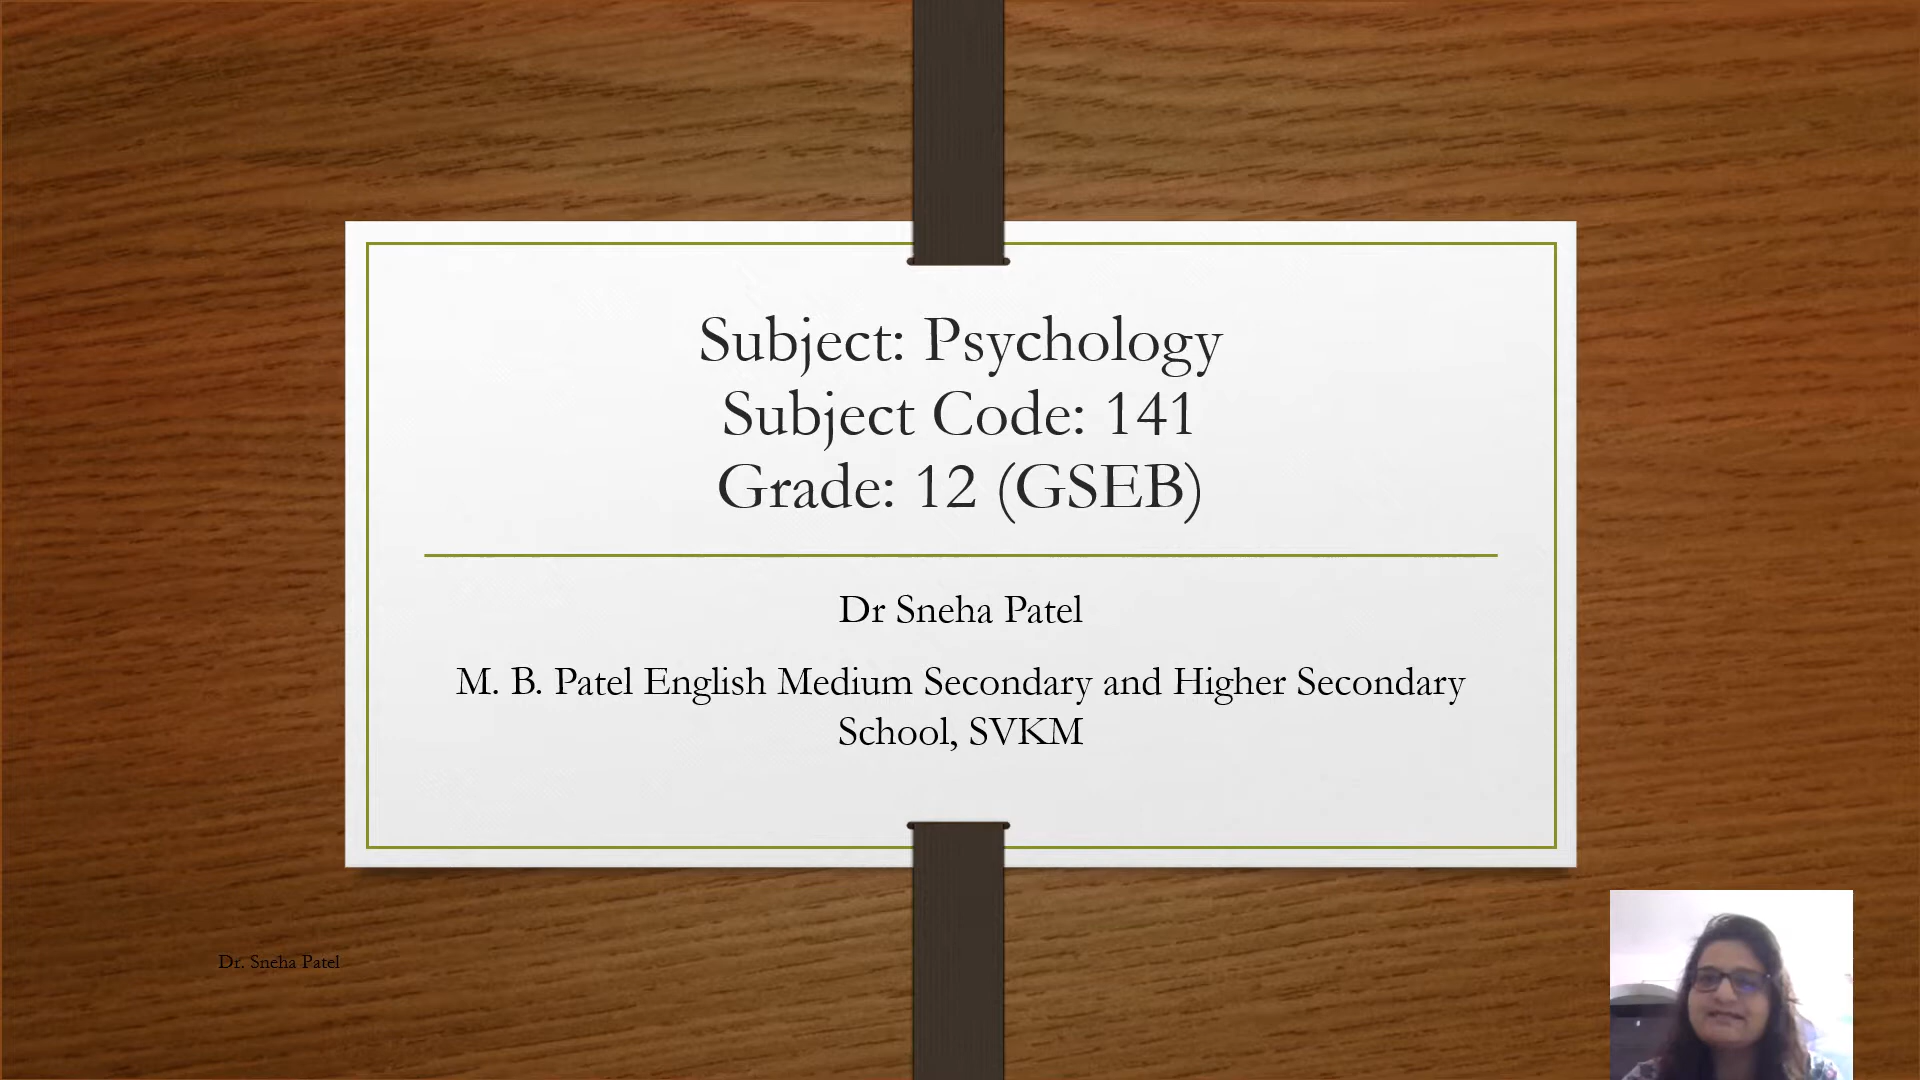 Subject: Psychology
Subject Code: 141
Grade: 12 (GSEB)
Dr Sneha Patel
M. B. Patel English Medium Secondary and Higher Secondary
School, SVKM
Dr. Sneha Patel